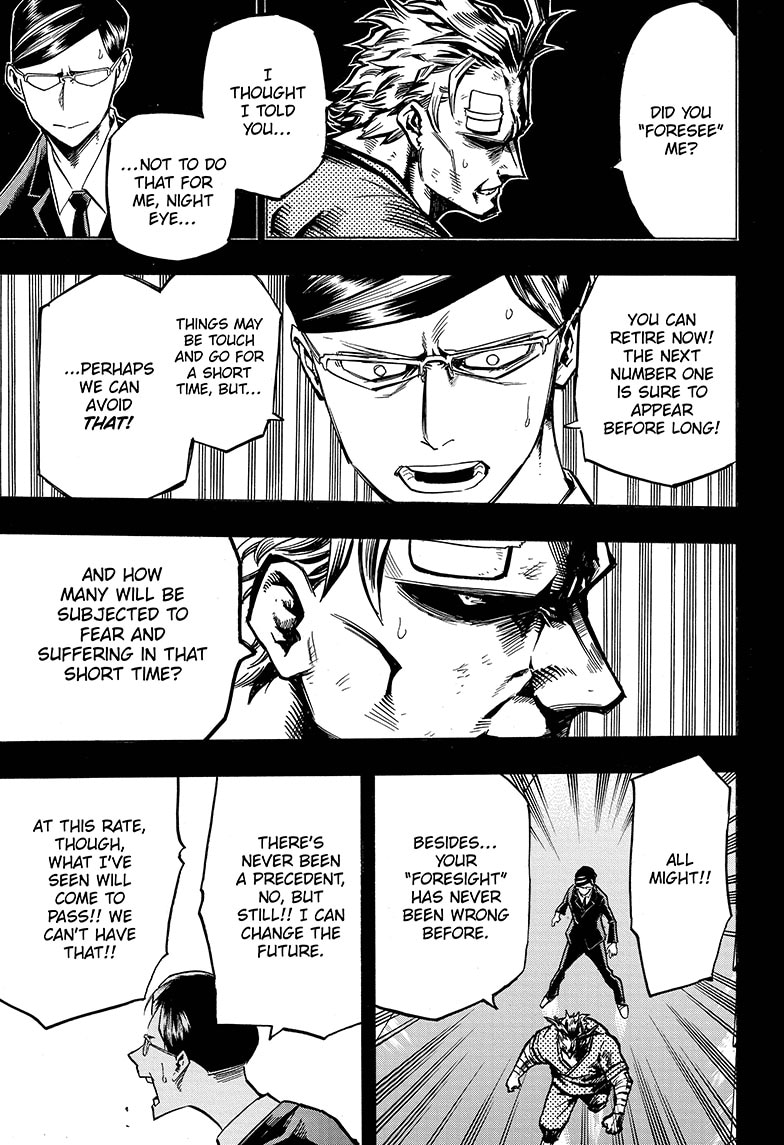 DID YOU
"FORESEE"
ME?
I
THOUGHT
I TOLD
YOU...
...NOT TO DO
THAT FOR
ME, NIGHT
EYE...
YOU CAN
RETIRE NOW!
THE NEXT
NUMBER ONE
IS SURE TO
APPEAR
BEFORE LONG!
THINGS MAY
BE TOUCH
AND GO FOR
A SHORT
TIME, BUT...
...PERHAPS
WE CAN
AVOID
THAT!
AND HOW
MANY WILL BE
SUBJECTED TO
FEAR AND
SUFFERING IN THAT
SHORT TIME?
ALL
MIGHT!!
BESIDES...
YOUR
"FORESIGHT"
HAS NEVER
BEEN WRONG
BEFORE.
THERE'S
NEVER BEEN
A PRECEDENT,
NO, BUT
STILL!! I CAN
CHANGE THE
FUTURE.
AT THIS RATE,
THOUGH,
WHAT I'VE
SEEN WILL
COME TO
PASS!! WE
CAN'T HAVE
THAT!!